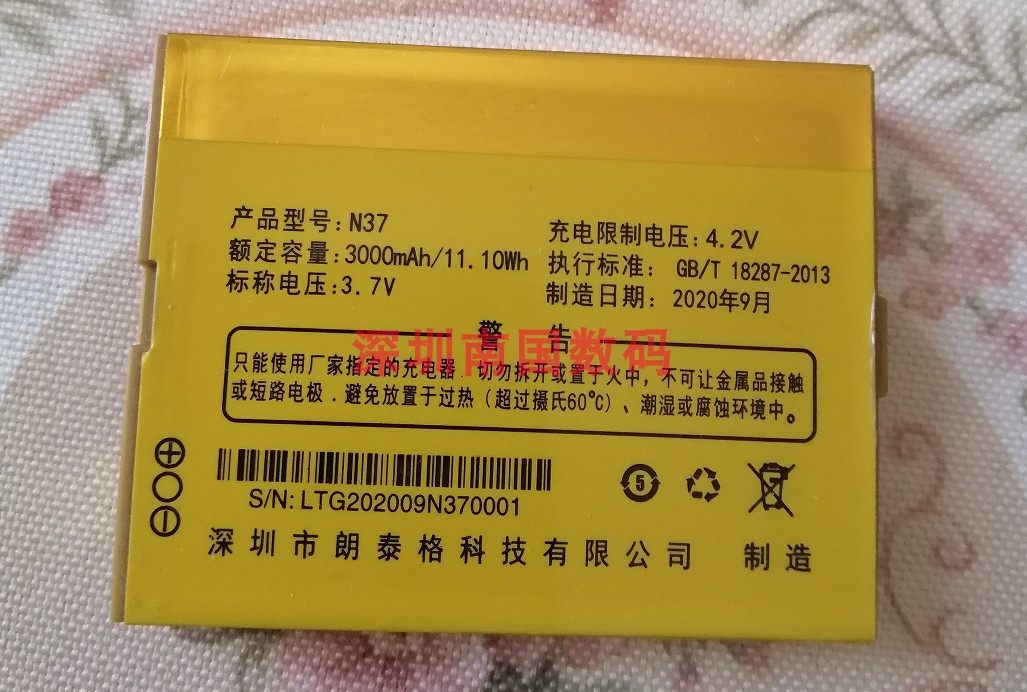 产品型号：N37
额定容量：3000mAh/11.10Wh
标称电压：3.7V
充电限制电压：4.2V
执行标准： GB/T 18287-2013
制造日期：2020年9月
警 告
深圳南国数码
只能使用厂家指定的充电器．切勿拆开或置于火中，不可让金属品接触
或短路电极．避免放置于过热（超过摄氏60℃）、潮湿或腐蚀环境中。
S/N: LTG202009N370001
5
深圳市朗泰格科技有限公司 制造